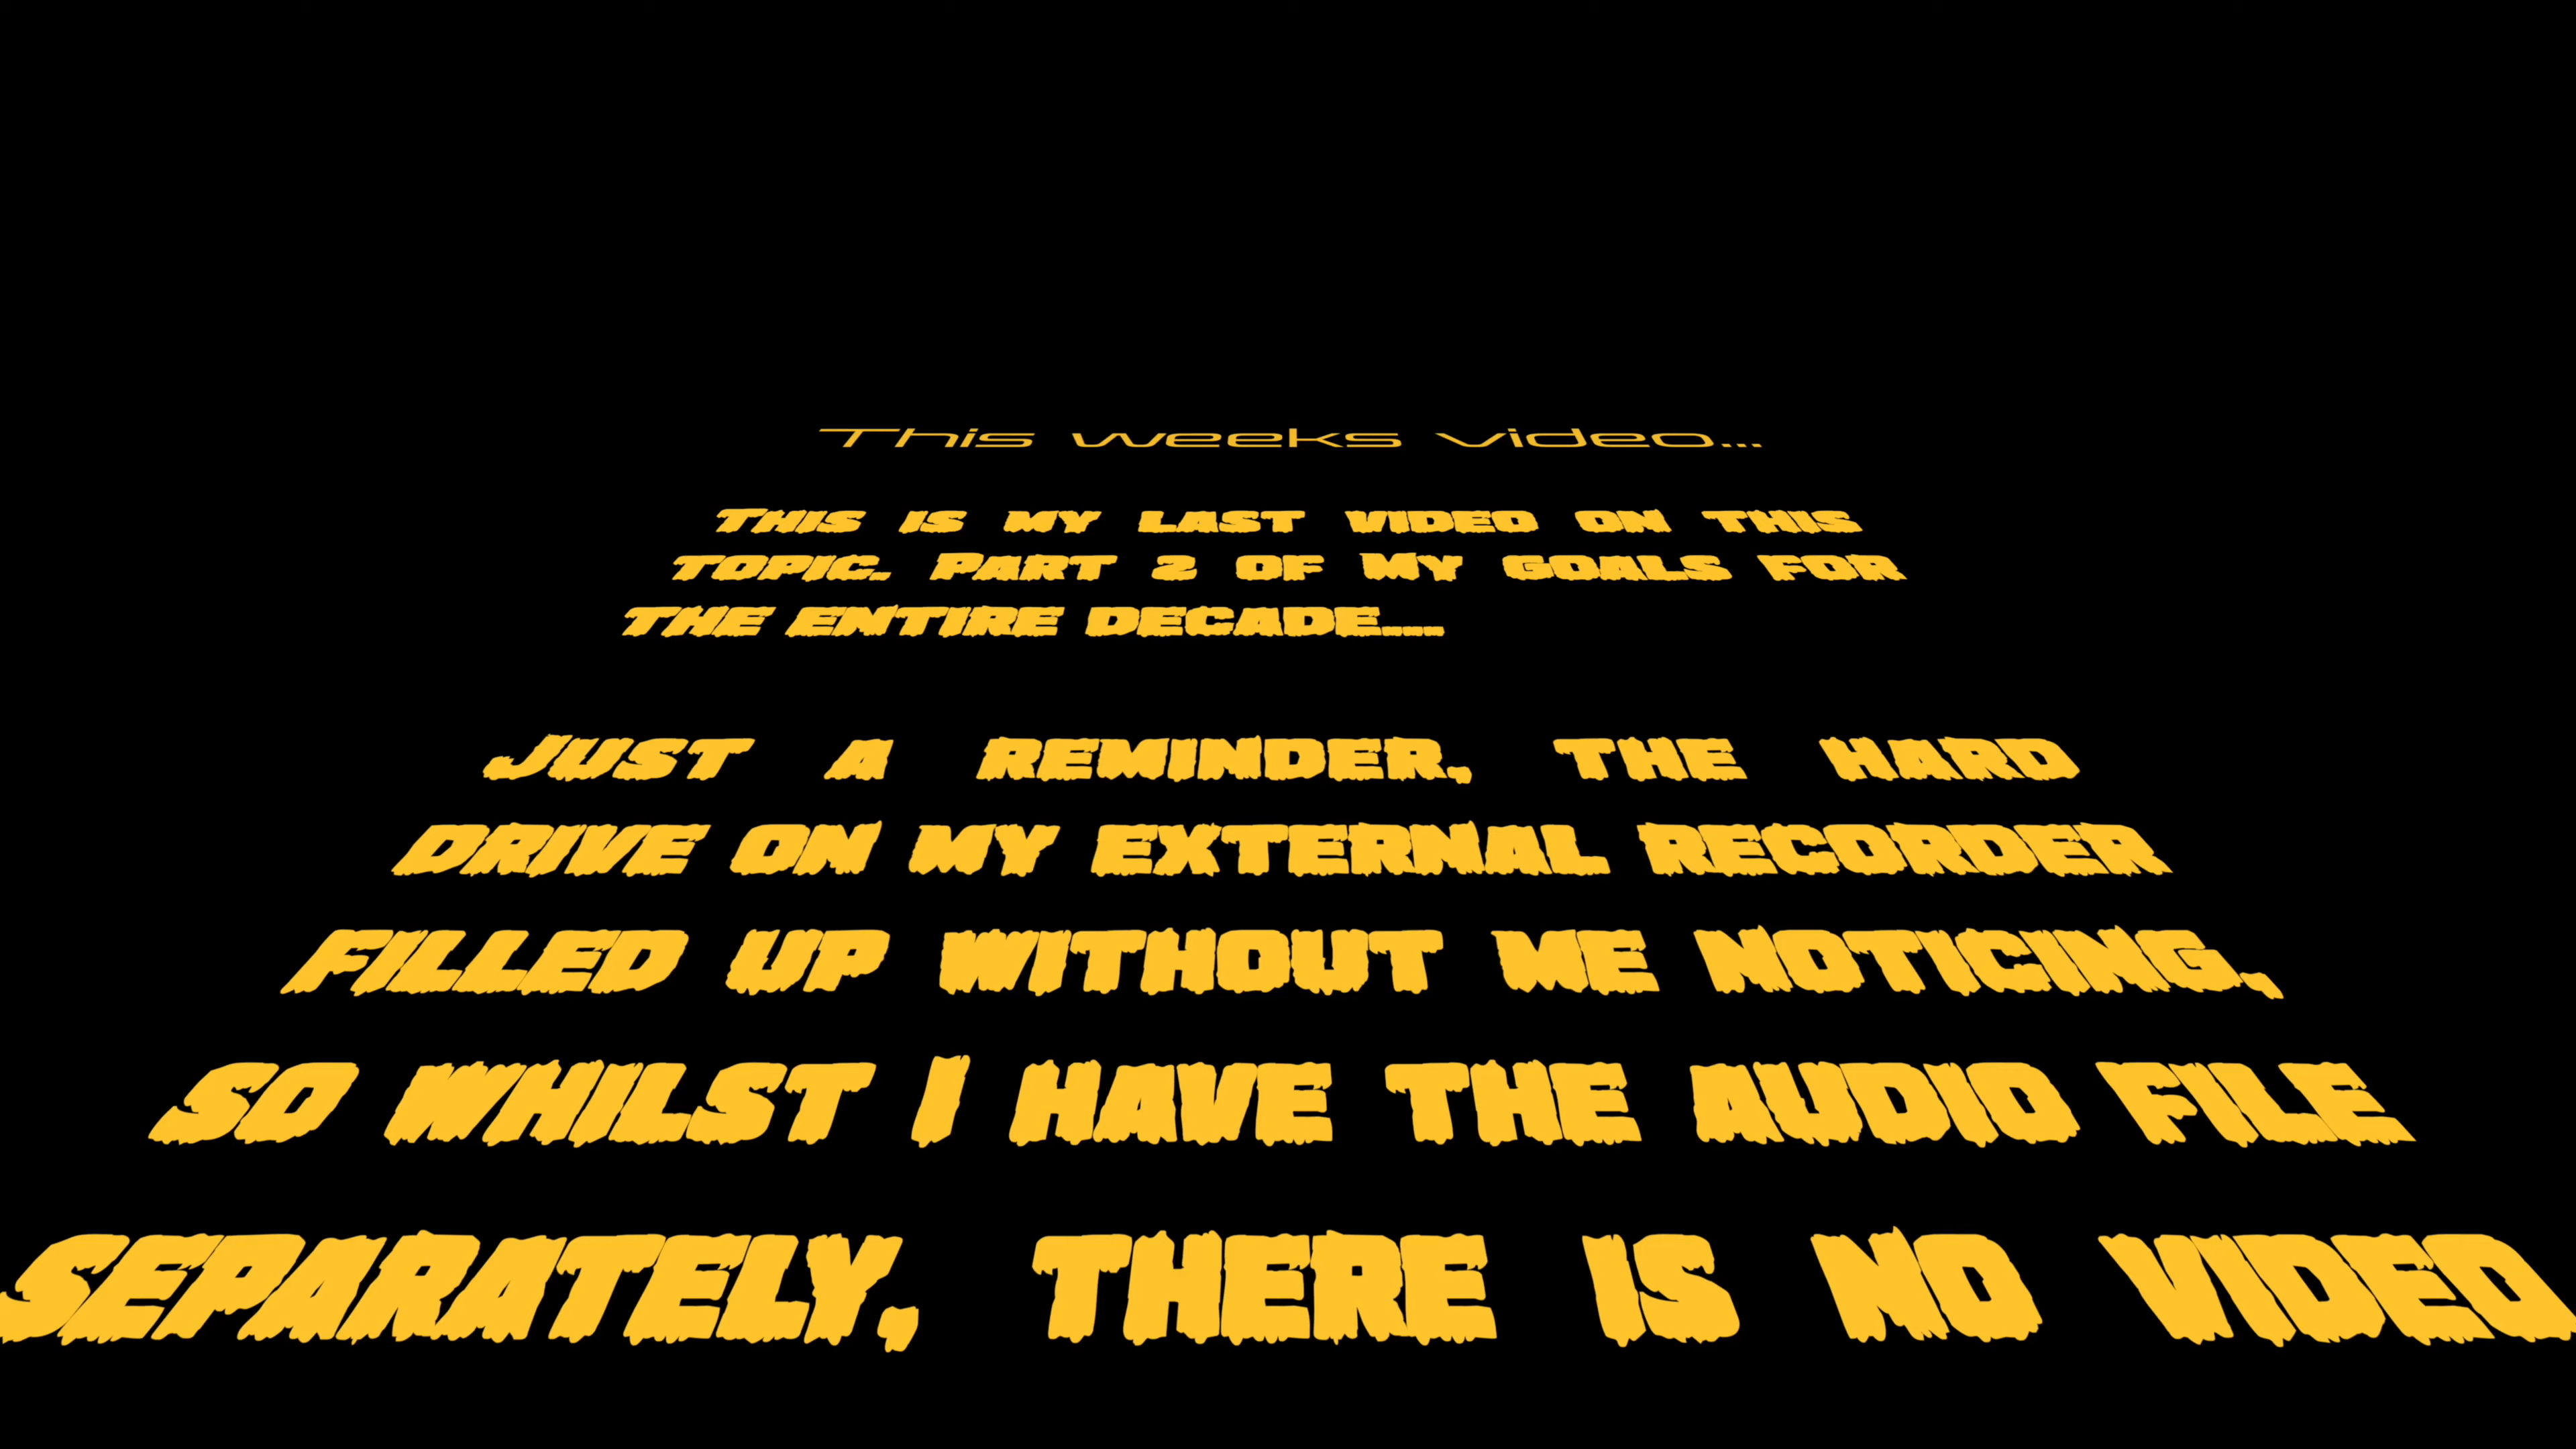 This weeks video...
This is my last video on this
topic. Part 2 of My goals for
the entire decade....
Just a reminder, the hard
drive on my external recorder
filled up without me noticing,
so whilst I have the audio file
separately, there is no video